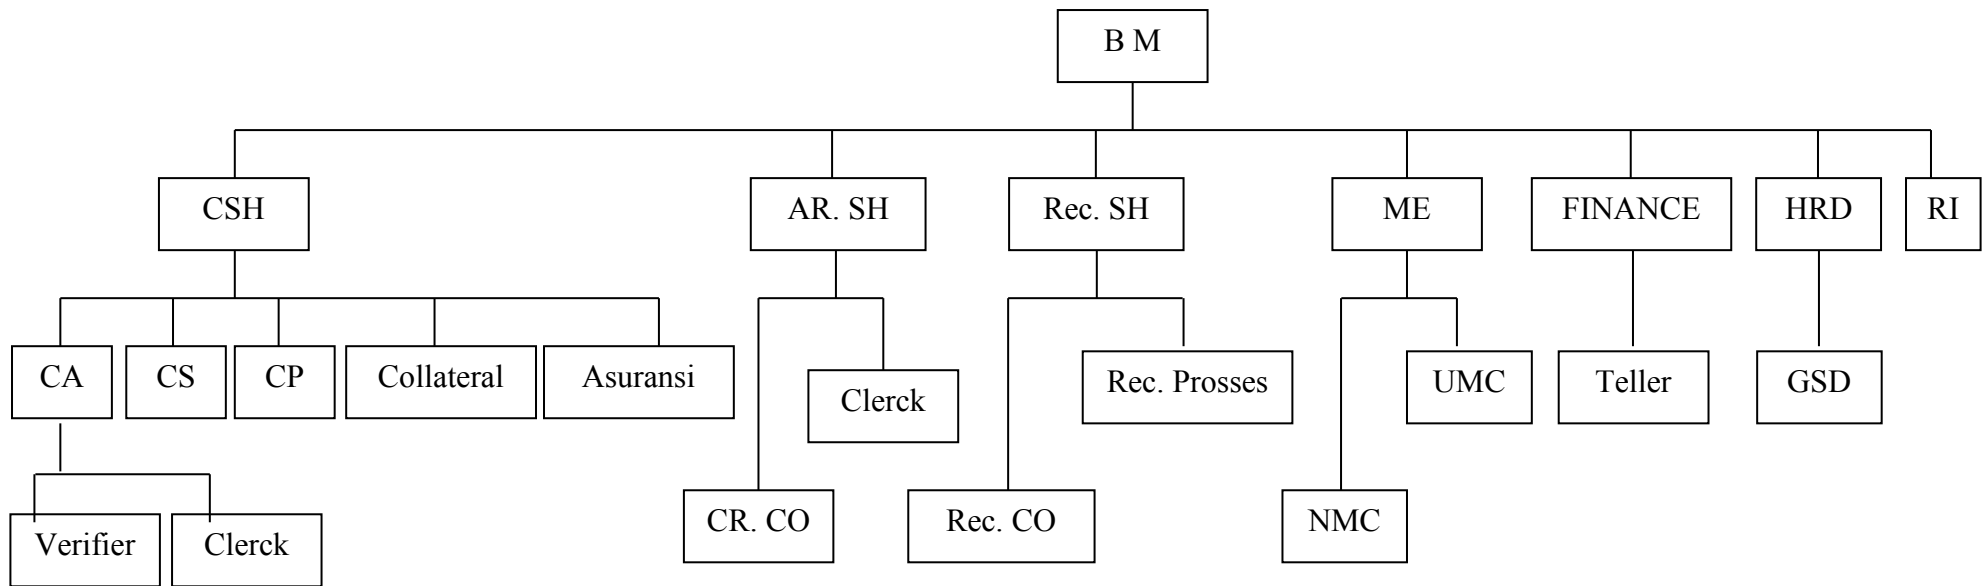 B M
CSH
AR. SH
Rec. SH
ME
FINANCE
HRD
RI
CA
CS
CP
Collateral
Asuransi
Clerck
Rec. Prosses
UMC
Teller
GSD
Verifier
Clerck
CR. CO
Rec. CO
NMC